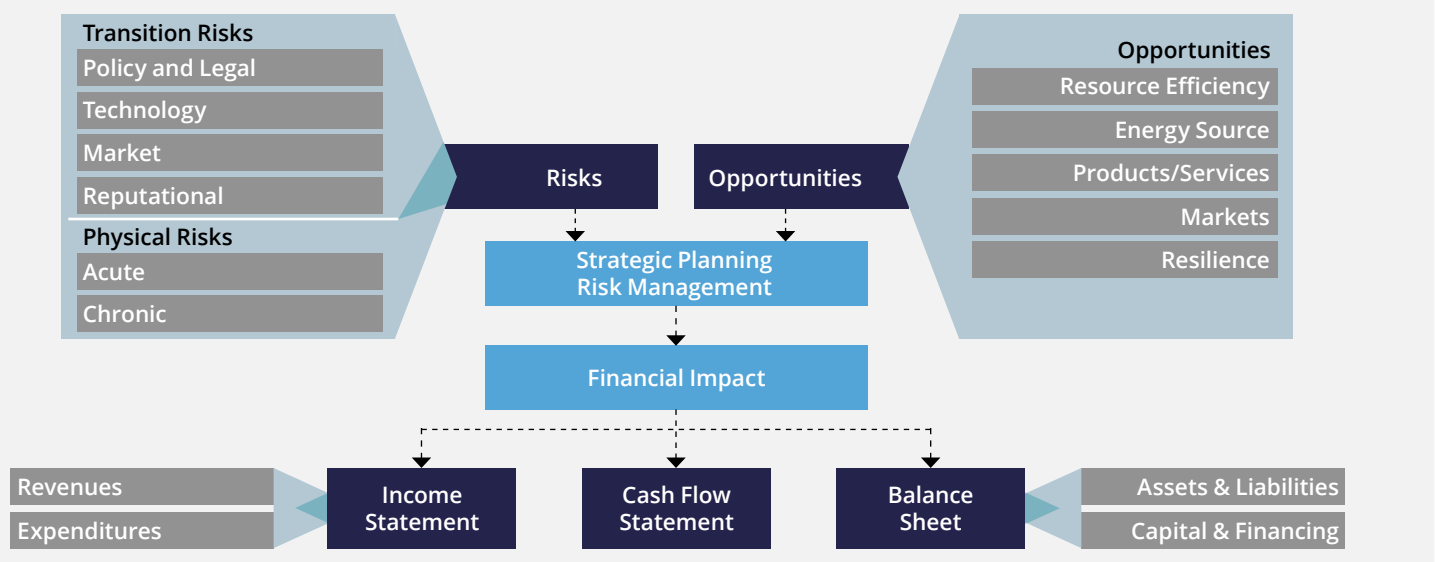 Transition Risks
Policy and Legal
Technology
Market
Reputational
Physical Risks
Acute
Chronic
Risks
Opportunities
Opportunities
Resource Efficiency
Energy Source
Products/Services
Markets
Resilience
Strategic Planning
Risk Management
Financial Impact
Revenues
Expenditures
Income
Statement
Cash Flow
Statement
Balance
Sheet
Assets & Liabilities
Capital & Financing